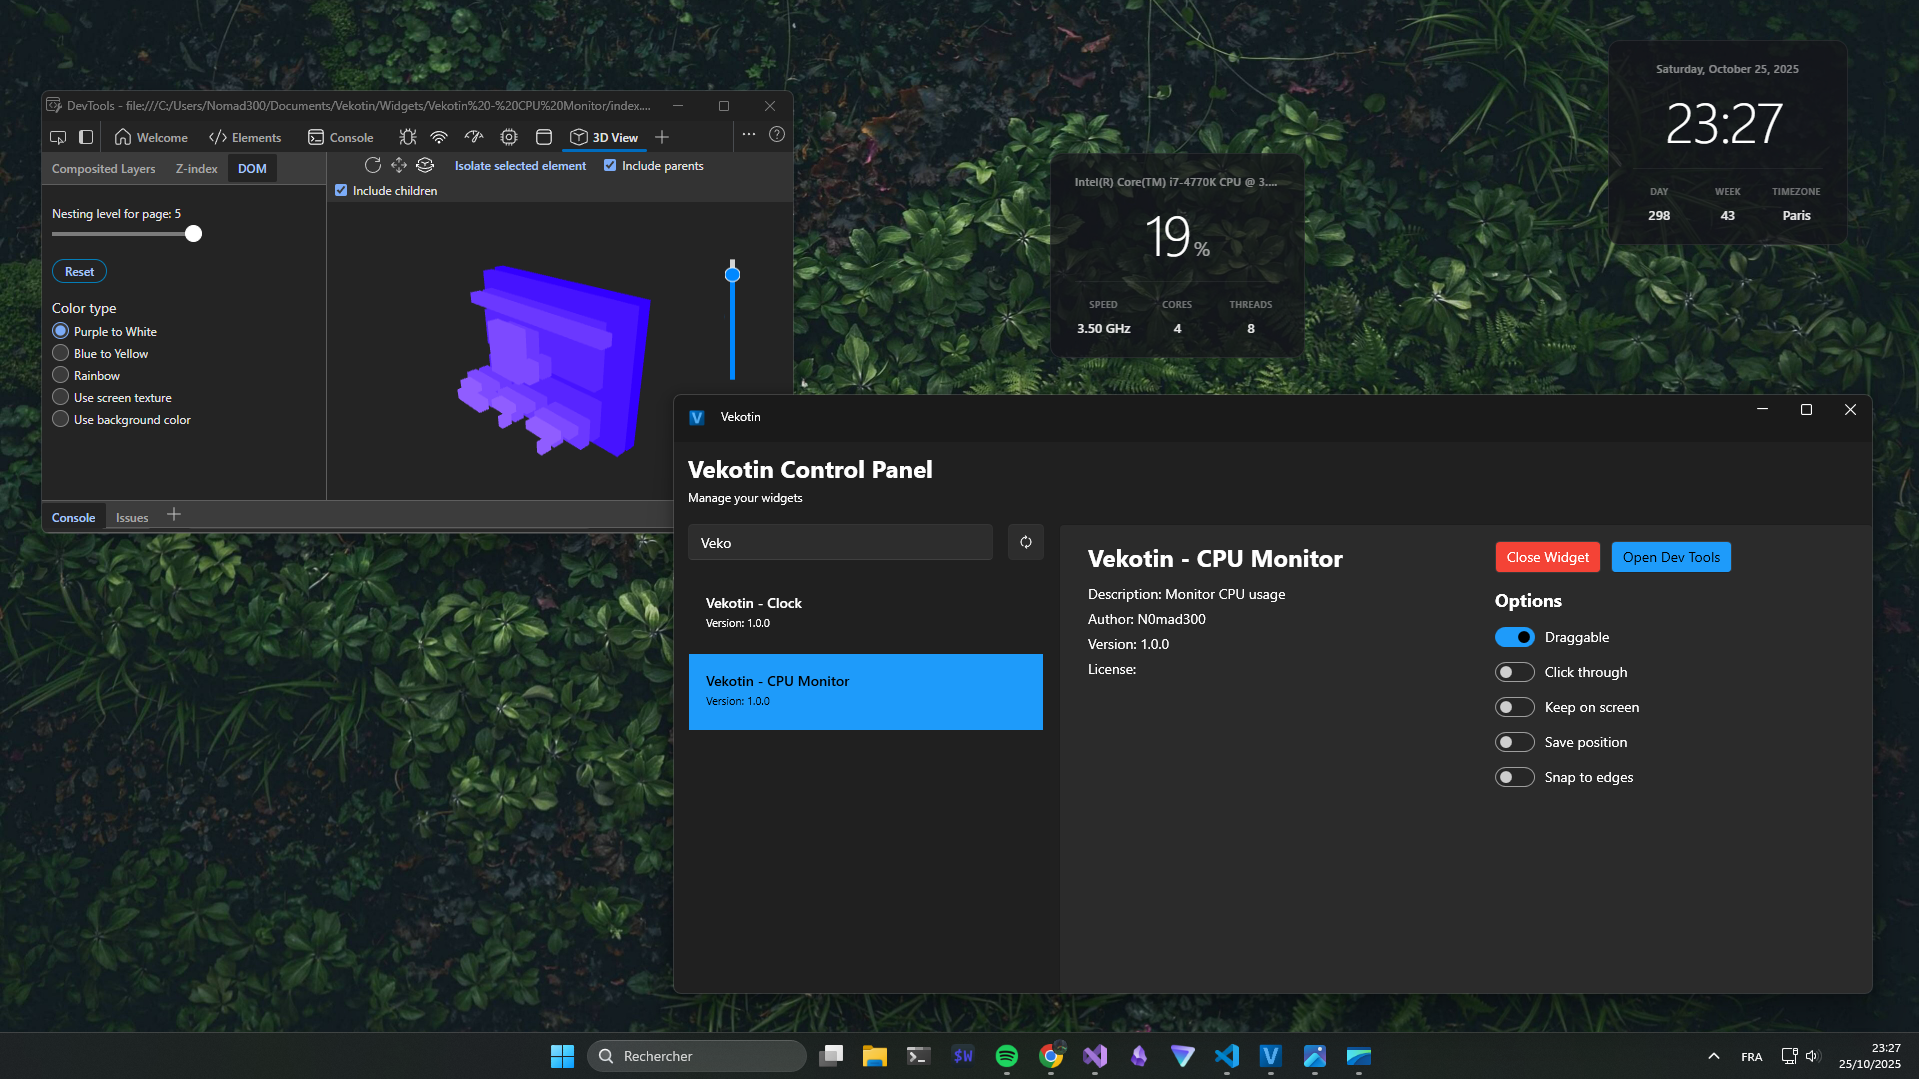 DevTools - file:///C:/Users/Nomad300/Documents/Vekotin/Widgets/Vekotin%20-%20CPU%20Monitor/index....
Welcome
Elements
Console
3D View
Composited Layers
Z-index
DOM
Isolate selected element
Include parents
Include children
Nesting level for page: 5
Reset
Color type
Purple to White
Blue to Yellow
Rainbow
Use screen texture
Use background color
Console
Issues
Intel(R) Core(TM) i7-4770K CPU @ 3....
19%
SPEED CORES THREADS
3.50 GHz 4 8
Saturday, October 25, 2025
23:27
DAY WEEK TIMEZONE
298 43 Paris
V Vekotin
Vekotin Control Panel
Manage your widgets
Veko
Vekotin - Clock
Version: 1.0.0
Vekotin - CPU Monitor
Version: 1.0.0
Vekotin - CPU Monitor
Description: Monitor CPU usage
Author: N0mad300
Version: 1.0.0
License:
Close Widget
Open Dev Tools
Options
Draggable
Click through
Keep on screen
Save position
Snap to edges
Rechercher
$W
V
FRA
23:27
25/10/2025